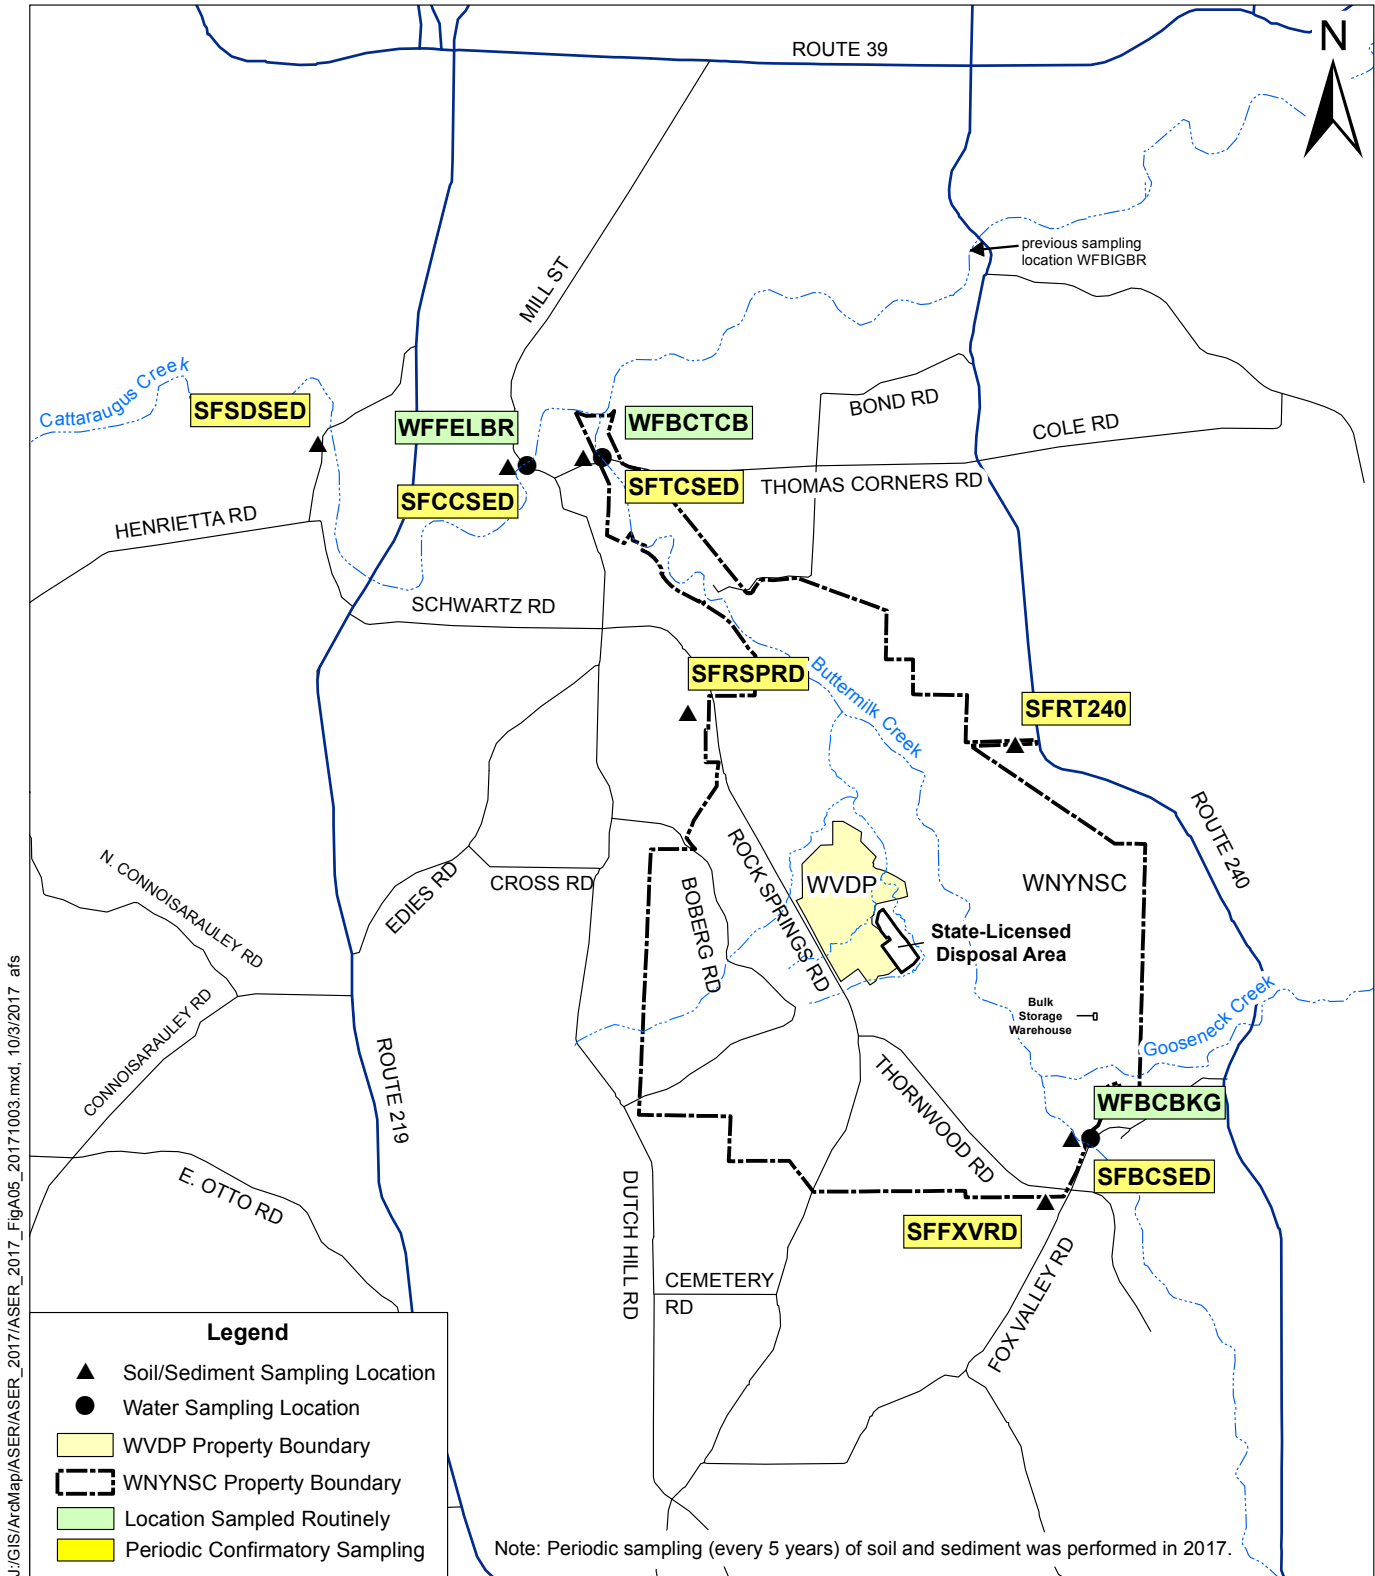 ROUTE 39
N
previous sampling
location WFBIGBR
MILL ST
Cattaraugus Creek
SFSDSED
WFFELBR
WFBCTCB
BOND RD
COLE RD
SFCCSED
SFTCSED
THOMAS CORNERS RD
HENRIETTA RD
SCHWARTZ RD
SFRSPRD
Buttermilk Creek
SFRT240
ROUTE 240
N. CONNOISARAULEY RD
EDIES RD
CROSS RD
BOBERG RD
ROCK SPRINGS RD
WVDP
WNYNSC
State-Licensed
Disposal Area
Bulk
Storage
Warehouse
Gooseneck Creek
CONNOISARAULEY RD
ROUTE 219
THORNWOOD RD
WFBCBKG
SFBCSED
E. OTTO RD
DUTCH HILL RD
SFFXVRD
CEMETERY
RD
FOX VALLEY RD
Legend
Soil/Sediment Sampling Location
Water Sampling Location
WVDP Property Boundary
WNYNSC Property Boundary
Location Sampled Routinely
Periodic Confirmatory Sampling
Note: Periodic sampling (every 5 years) of soil and sediment was performed in 2017.
J:/GIS/ArcMap/ASER/ASER_2017/ASER_2017_FigA05_20171003.mxd, 10/3/2017 afs